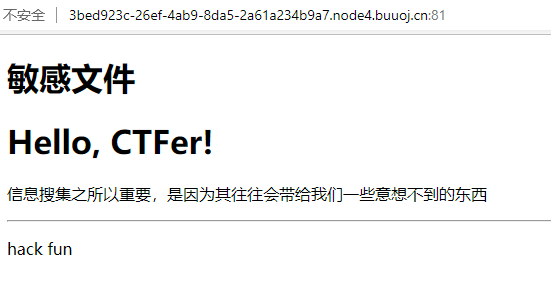 不安全 | 3bed923c-26ef-4ab9-8da5-2a61a234b9a7.node4.buuoj.cn:81
敏感文件
Hello, CTFer!
信息搜集之所以重要，是因为其往往会带给我们一些意想不到的东西
hack fun